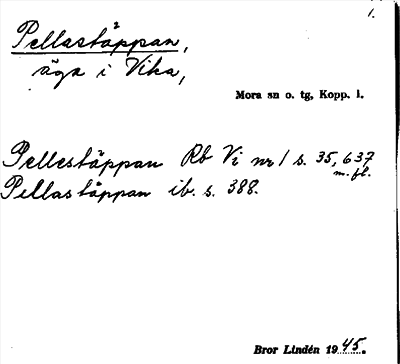 1.
Pellastäppan,
äga i Vika,
Mora sn o. tg, Kopp. l.
Pellestäppan Rb Vi nr 1 s. 35, 637
m. fl.
Pellastäppan ib. s. 388.
Bror Lindén 1945.